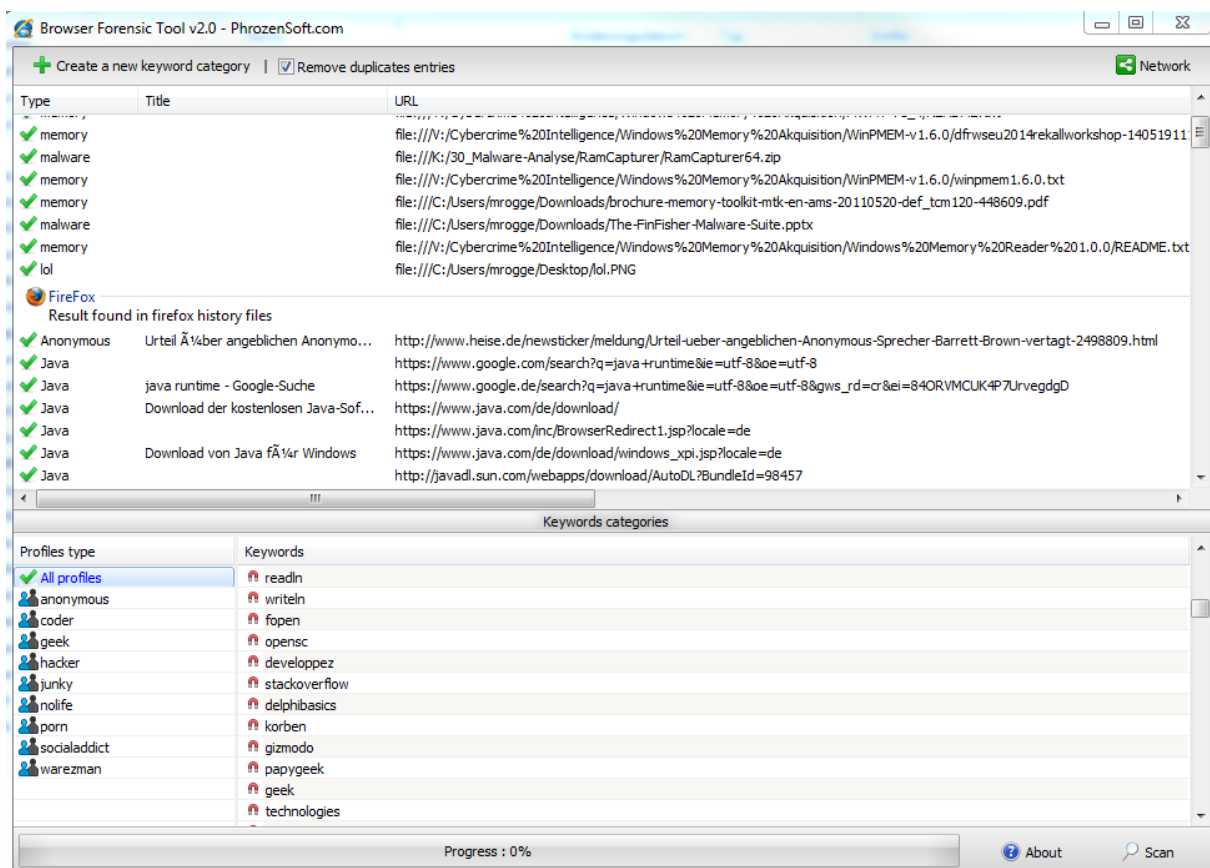 Browser Forensic Tool v2.0 - PhrozenSoft.com
Create a new keyword category | Remove duplicates entries Network
Type Title URL
memory file:///V:/Cybercrime%20Intelligence/Windows%20Memory%20Akquisition/WinPMEM-v1.6.0/dfrwseu2014rekallworkshop-14051911
malware file:///K:/30_Malware-Analyse/RamCapturer/RamCapturer64.zip
memory file:///V:/Cybercrime%20Intelligence/Windows%20Memory%20Akquisition/WinPMEM-v1.6.0/winpmem1.6.0.txt
memory file:///C:/Users/mrogge/Downloads/brochure-memory-toolkit-mtk-en-ams-20110520-def_tcm120-448609.pdf
malware file:///C:/Users/mrogge/Downloads/The-FinFisher-Malware-Suite.pptx
memory file:///V:/Cybercrime%20Intelligence/Windows%20Memory%20Akquisition/Windows%20Memory%20Reader%201.0.0/README.txt
lol file:///C:/Users/mrogge/Desktop/lol.PNG
FireFox
Result found in firefox history files
Anonymous Urteil Ã¼ber angeblichen Anonymo... http://www.heise.de/newsticker/meldung/Urteil-ueber-angeblichen-Anonymous-Sprecher-Barrett-Brown-vertagt-2498809.html
Java https://www.google.com/search?q=java+runtime&ie=utf-8&oe=utf-8
Java java runtime - Google-Suche https://www.google.de/search?q=java+runtime&ie=utf-8&oe=utf-8&gws_rd=cr&ei=84ORVMCUK4P7UrvegdgD
Java Download der kostenlosen Java-Sof... https://www.java.com/de/download/
Java https://www.java.com/inc/BrowserRedirect1.jsp?locale=de
Java Download von Java fÃ¼r Windows https://www.java.com/de/download/windows_xpi.jsp?locale=de
Java http://javadl.sun.com/webapps/download/AutoDL?BundleId=98457
Keywords categories
Profiles type Keywords
All profiles readln
anonymous writeln
coder fopen
geek opensc
hacker developpez
junky stackoverflow
nolife delphibasics
porn korben
socialaddict gizmodo
warezman papygeek
geek
technologies
Progress : 0% About Scan